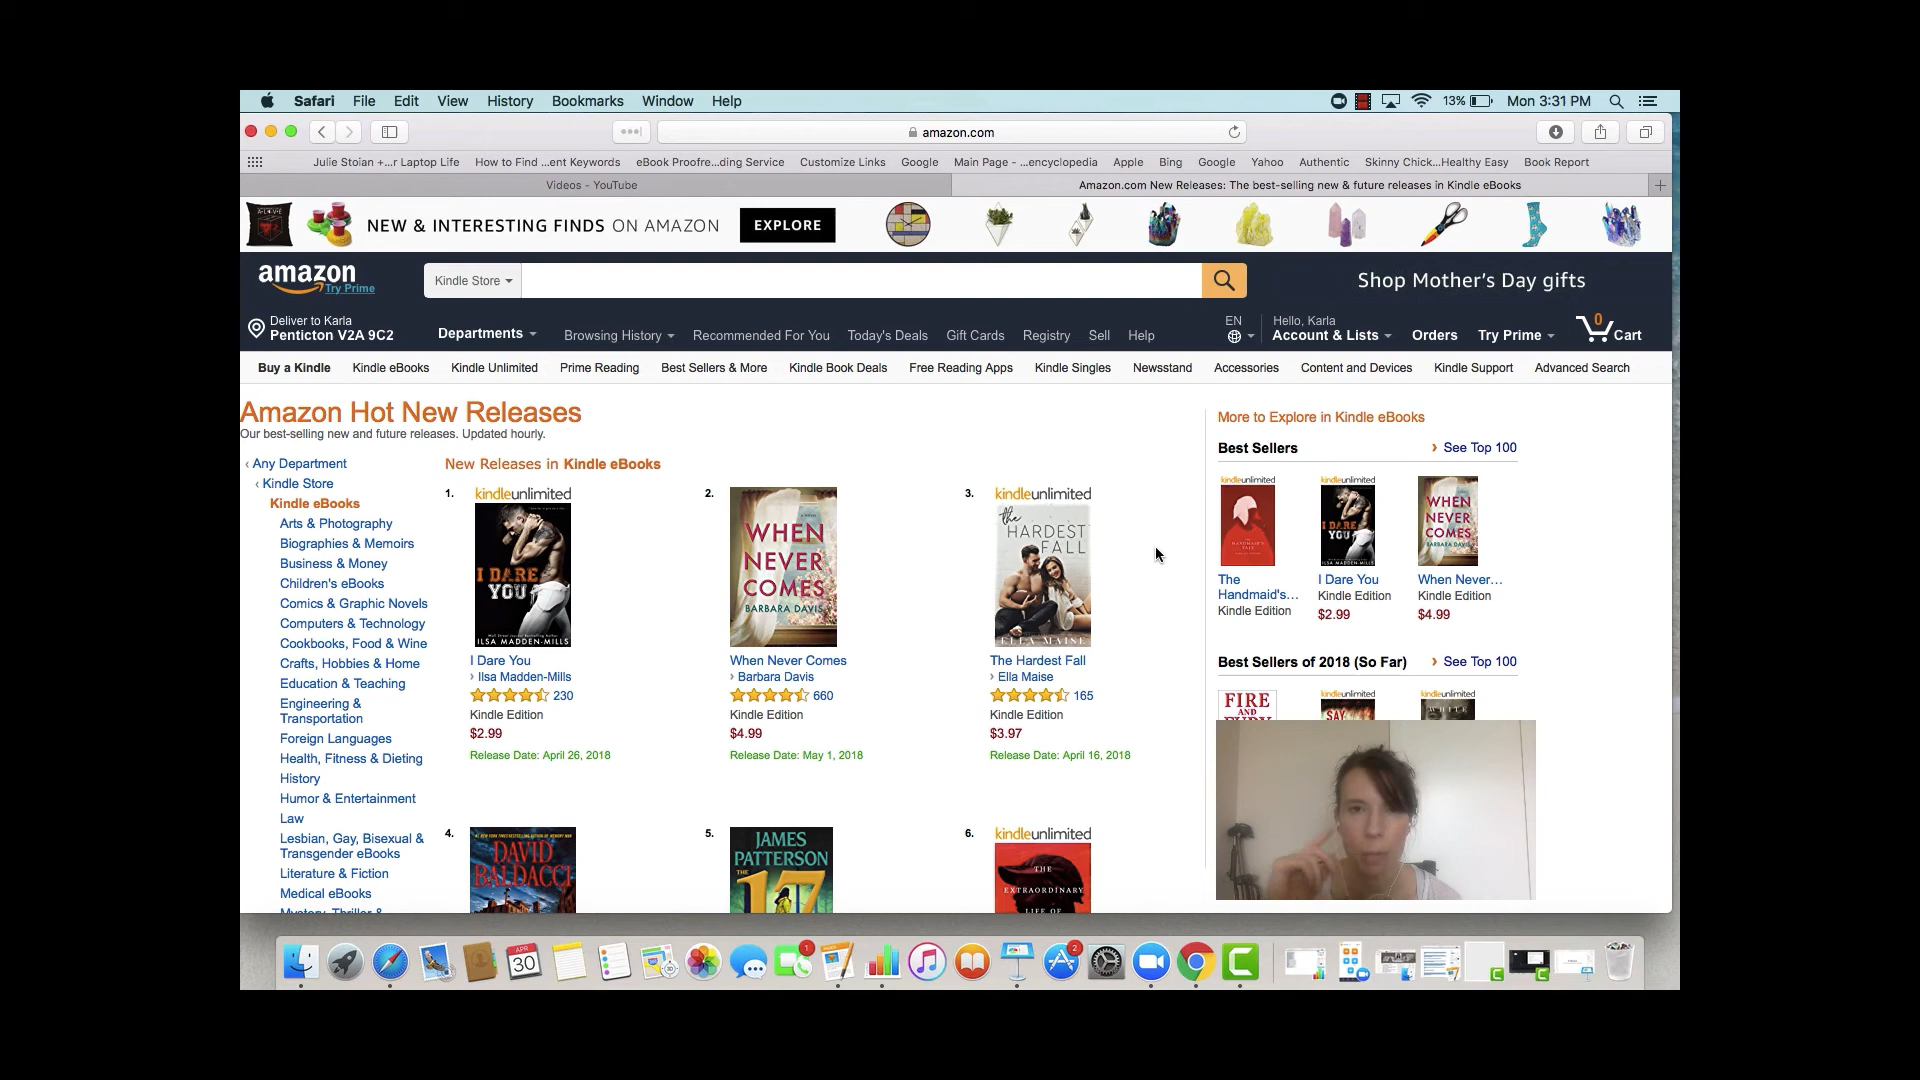 Safari File Edit View History Bookmarks Window Help 13% Mon 3:31 PM
amazon.com
Julie Stoian +...r Laptop Life How to Find ...ent Keywords eBook Proofre...ding Service Customize Links Google Main Page - ...encyclopedia Apple Bing Google Yahoo Authentic Skinny Chick...Healthy Easy Book Report
Videos - YouTube Amazon.com New Releases: The best-selling new & future releases in Kindle eBooks
NEW & INTERESTING FINDS ON AMAZON EXPLORE
amazon Try Prime Kindle Store Shop Mother's Day gifts
Deliver to Karla EN Hello, Karla 0
Penticton V2A 9C2 Departments Browsing History Recommended For You Today's Deals Gift Cards Registry Sell Help Account & Lists Orders Try Prime Cart
Buy a Kindle Kindle eBooks Kindle Unlimited Prime Reading Best Sellers & More Kindle Book Deals Free Reading Apps Kindle Singles Newsstand Accessories Content and Devices Kindle Support Advanced Search
Amazon Hot New Releases
Our best-selling new and future releases. Updated hourly.
‹ Any Department
‹ Kindle Store
Kindle eBooks
Arts & Photography
Biographies & Memoirs
Business & Money
Children's eBooks
Comics & Graphic Novels
Computers & Technology
Cookbooks, Food & Wine
Crafts, Hobbies & Home
Education & Teaching
Engineering &
Transportation
Foreign Languages
Health, Fitness & Dieting
History
Humor & Entertainment
Law
Lesbian, Gay, Bisexual &
Transgender eBooks
Literature & Fiction
Medical eBooks
Mystery, Thriller &
New Releases in Kindle eBooks
1. kindleunlimited
I DARE
YOU
ILSA MADDEN-MILLS
I Dare You
› Ilsa Madden-Mills
230
Kindle Edition
$2.99
Release Date: April 26, 2018
2.
WHEN
NEVER
COMES
BARBARA DAVIS
When Never Comes
› Barbara Davis
660
Kindle Edition
$4.99
Release Date: May 1, 2018
3. kindleunlimited
the
HARDEST
FALL
ELLA MAISE
The Hardest Fall
› Ella Maise
165
Kindle Edition
$3.97
Release Date: April 16, 2018
4.
DAVID
BALDACCI
5.
JAMES
PATTERSON
THE
17
6. kindleunlimited
THE
EXTRAORDINARY
LIFE OF
More to Explore in Kindle eBooks
Best Sellers › See Top 100
kindleunlimited
The
Handmaid's...
Kindle Edition
kindleunlimited
I DARE
YOU
I Dare You
Kindle Edition
$2.99
WHEN
NEVER
COMES
BARBARA DAVIS
When Never...
Kindle Edition
$4.99
Best Sellers of 2018 (So Far) › See Top 100
FIRE
AND
FURY
kindleunlimited
SAY
kindleunlimited
WHITE
APR
30
1
2